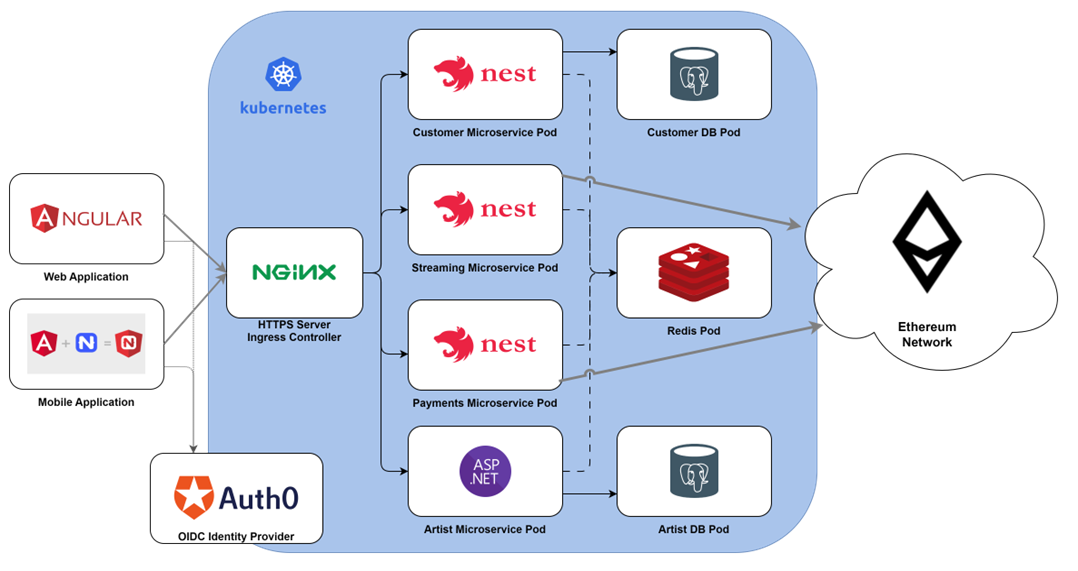 kubernetes
nest
Customer Microservice Pod
Customer DB Pod
ANGULAR
Web Application
nest
Streaming Microservice Pod
NGINX
HTTPS Server
Ingress Controller
Redis Pod
Ethereum
Network
A + N = N
Mobile Application
nest
Payments Microservice Pod
ASP
.NET
Artist Microservice Pod
Artist DB Pod
Auth0
OIDC Identity Provider